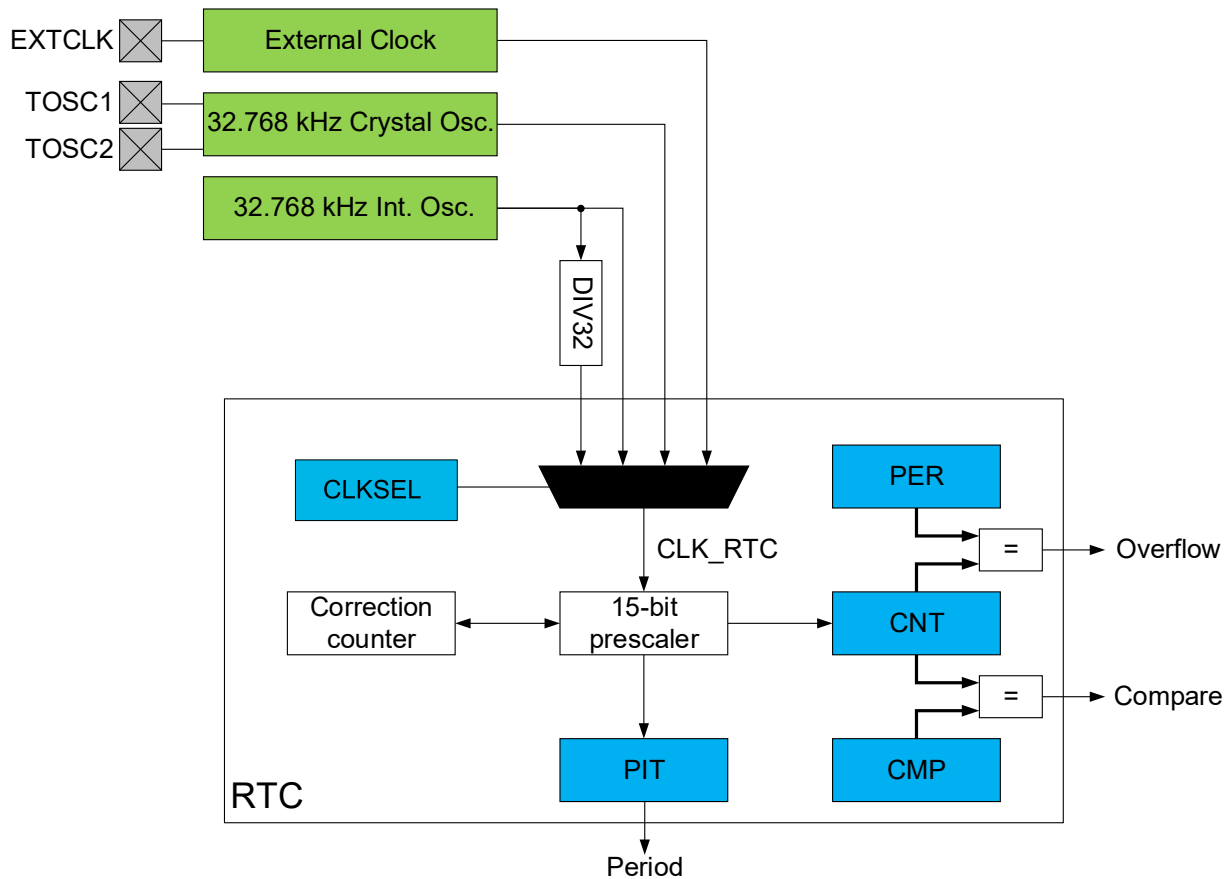 EXTCLK
External Clock
TOSC1
TOSC2
32.768 kHz Crystal Osc.
32.768 kHz Int. Osc.
DIV32
CLKSEL
PER
=
Overflow
CLK_RTC
Correction
counter
15-bit
prescaler
CNT
=
Compare
PIT
CMP
RTC
Period